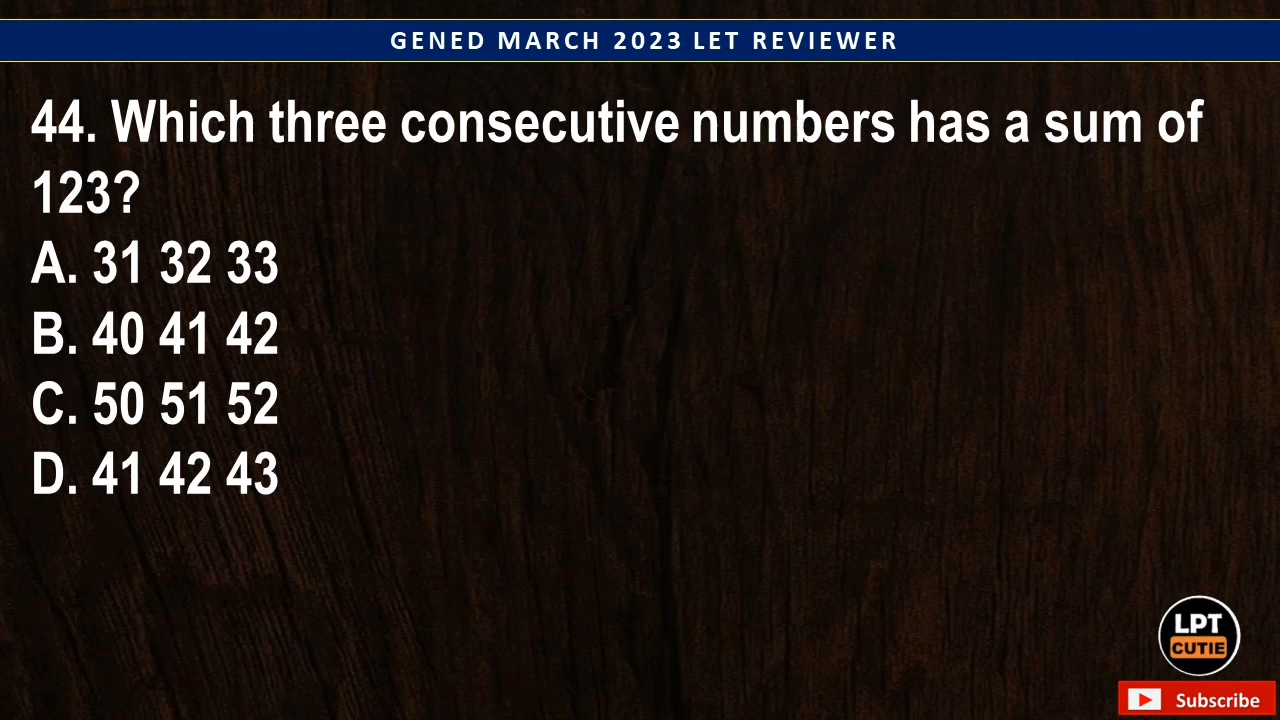 GENED MARCH 2023 LET REVIEWER
44. Which three consecutive numbers has a sum of
123?
A. 31 32 33
B. 40 41 42
C. 50 51 52
D. 41 42 43
LPT
CUTIE
Subscribe